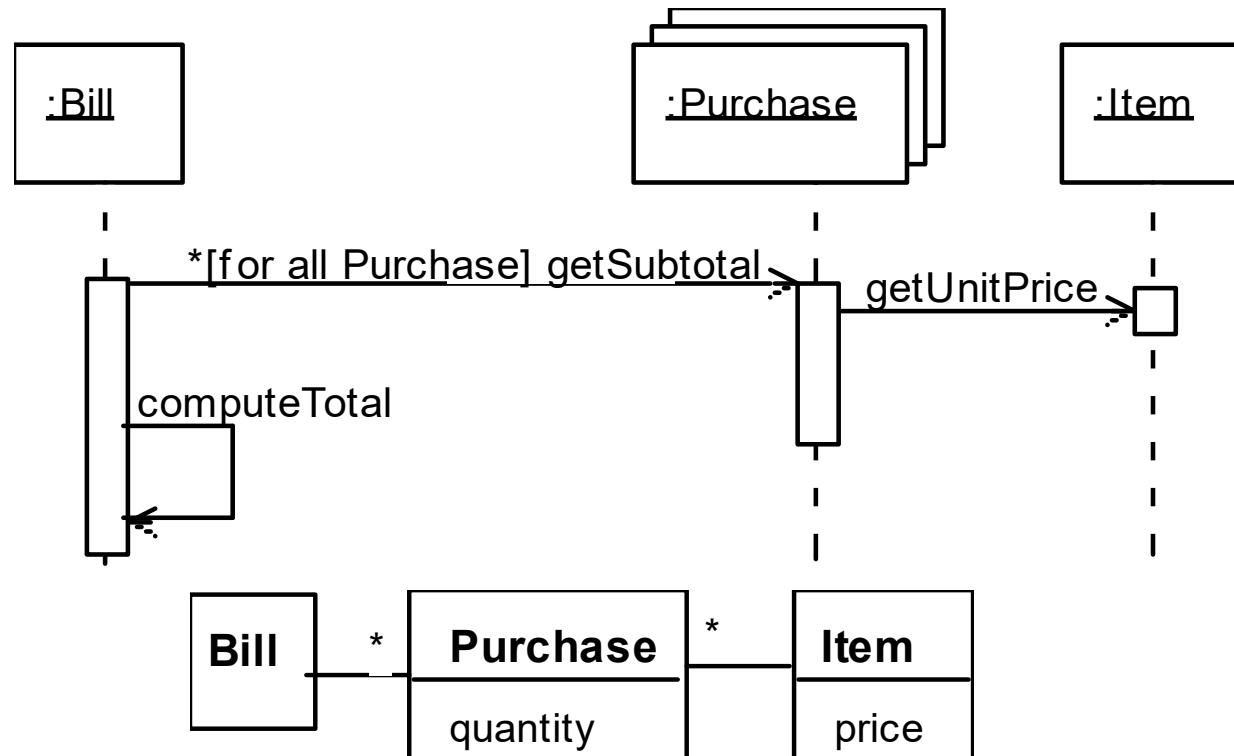 :Bill
:Purchase
:Item
*[for all Purchase] getSubtotal
getUnitPrice
computeTotal
Bill
*
Purchase
*
Item
quantity
price